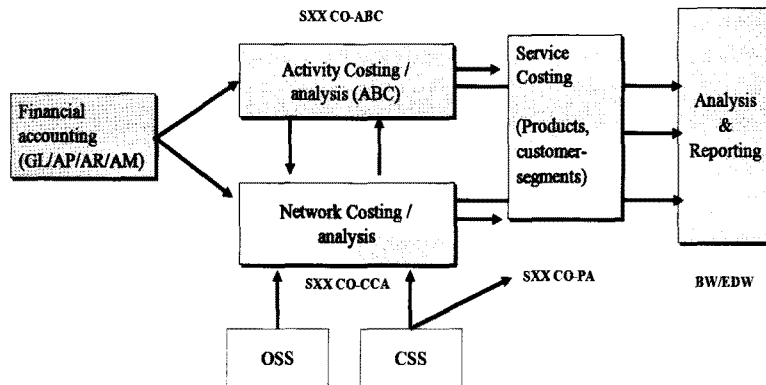 SXX CO-ABC
Activity Costing /
analysis (ABC)
Service
Costing
(Products,
customer-
segments)
Analysis
&
Reporting
Financial
accounting
(GL/AP/AR/AM)
Network Costing /
analysis
SXX CO-CCA
SXX CO-PA
BW/EDW
OSS
CSS